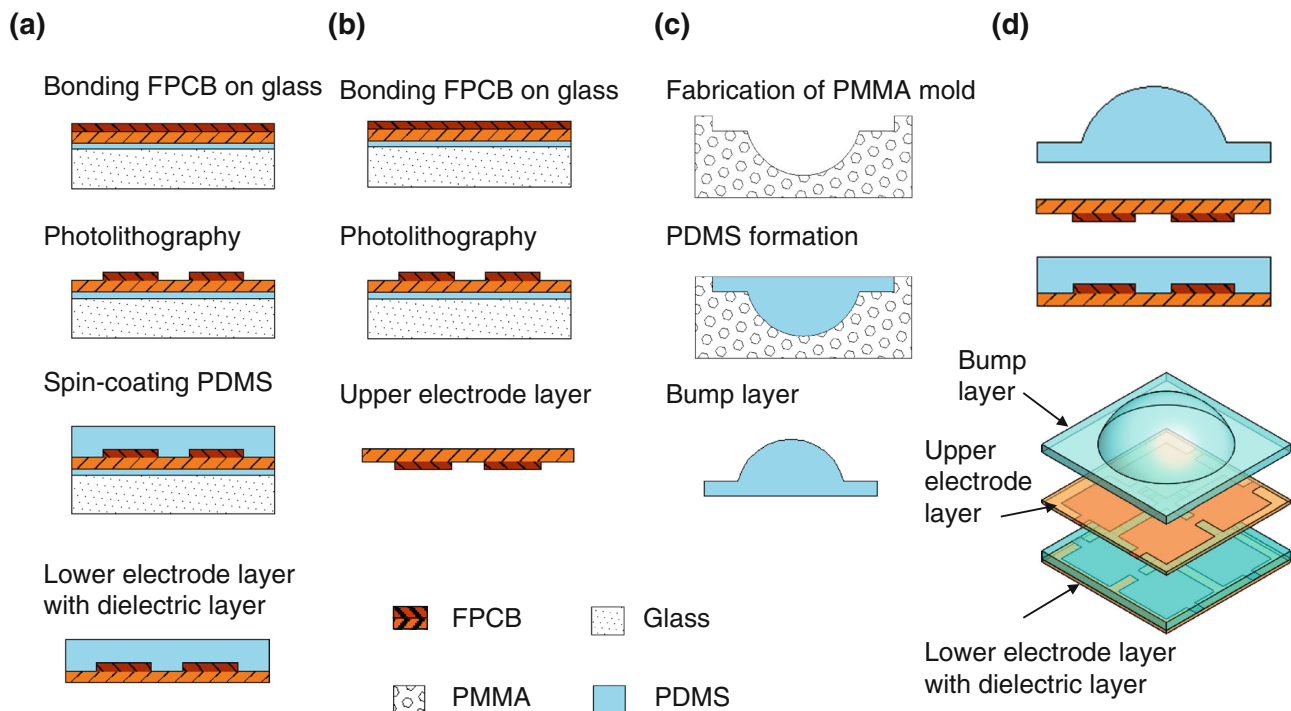 (a)
Bonding FPCB on glass
Photolithography
Spin-coating PDMS
Lower electrode layer
with dielectric layer
(b)
Bonding FPCB on glass
Photolithography
Upper electrode layer
(c)
Fabrication of PMMA mold
PDMS formation
Bump layer
FPCB
Glass
PMMA
PDMS
(d)
Bump
layer
Upper
electrode
layer
Lower electrode layer
with dielectric layer